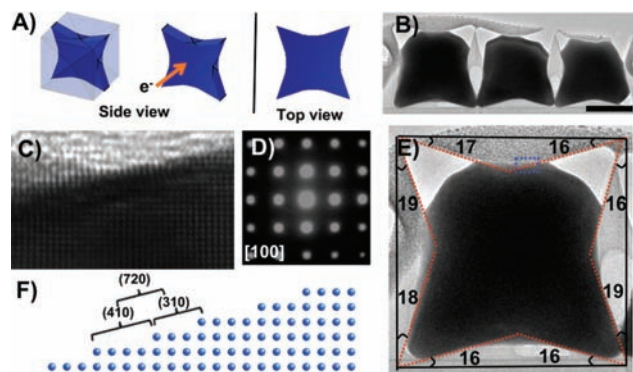 A)
e⁻
Side view
Top view
B)
C)
D)
[100]
E)
17
16
19
16
18
19
16
16
F)
(720)
(310)
(410)